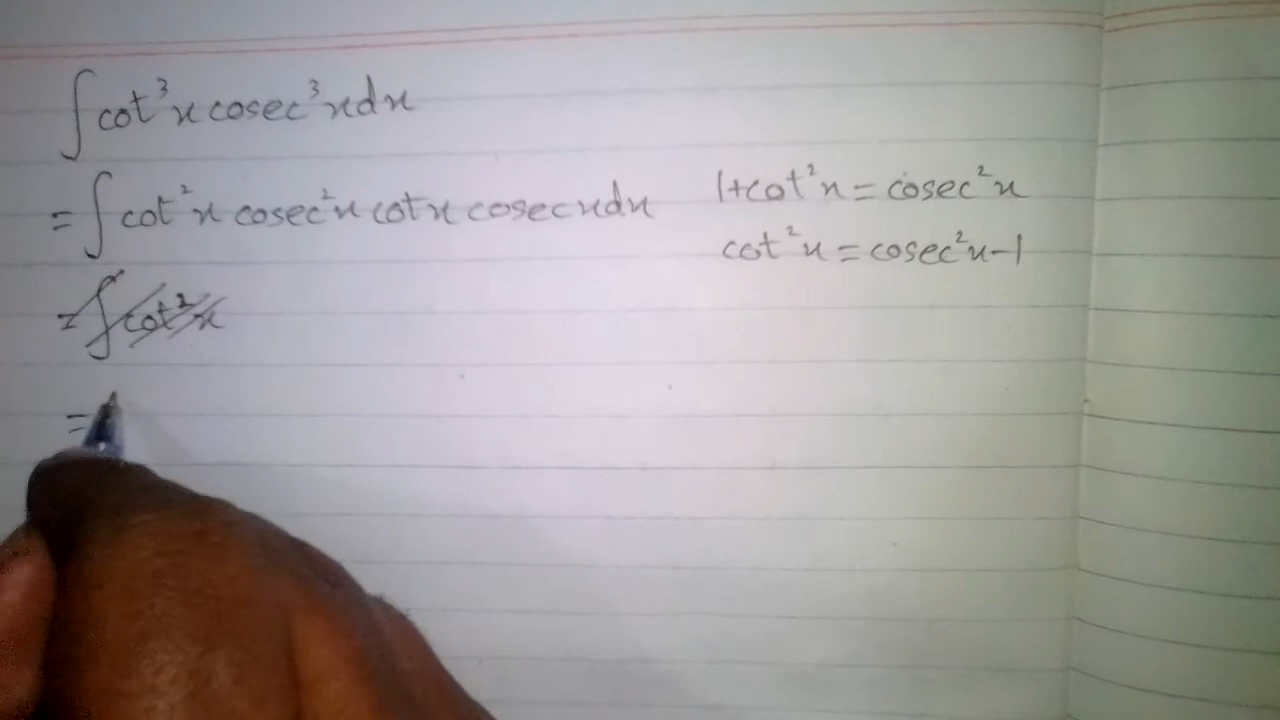 ∫cot³x cosec³x dx
=∫cot²x cosec²x cotx cosecx dx
1+cot²x = cosec²x
cot²x = cosec²x-1
=∫cot²x
=